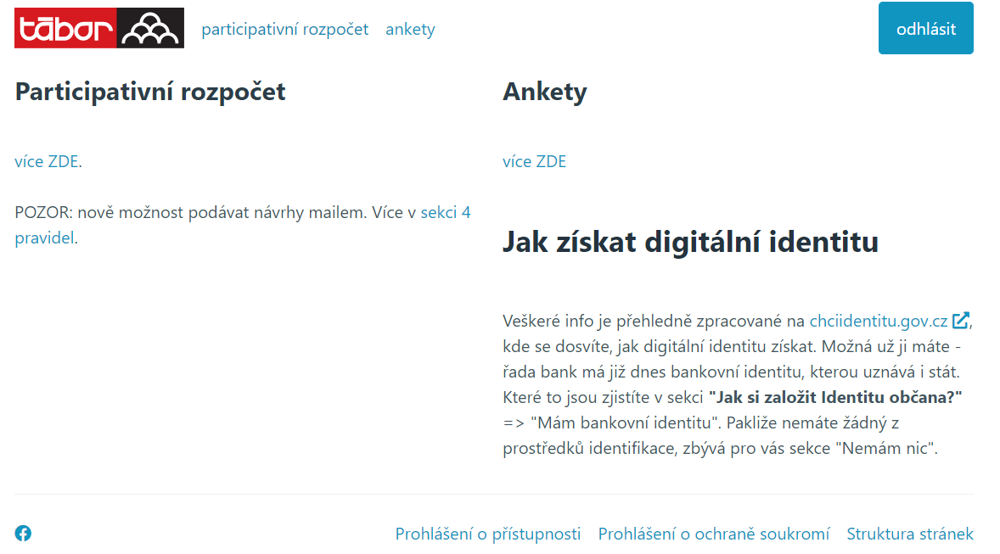 tábor
participativní rozpočet ankety
odhlásit
Participativní rozpočet
více ZDE.
POZOR: nově možnost podávat návrhy mailem. Více v sekci 4
pravidel.
Ankety
více ZDE
Jak získat digitální identitu
Veškeré info je přehledně zpracované na chciidentitu.gov.cz,
kde se dosvíte, jak digitální identitu získat. Možná už ji máte -
řada bank má již dnes bankovní identitu, kterou uznává i stát.
Které to jsou zjistíte v sekci "Jak si založit Identitu občana?"
=> "Mám bankovní identitu". Pakliže nemáte žádný z
prostředků identifikace, zbývá pro vás sekce "Nemám nic".
Prohlášení o přístupnosti Prohlášení o ochraně soukromí Struktura stránek